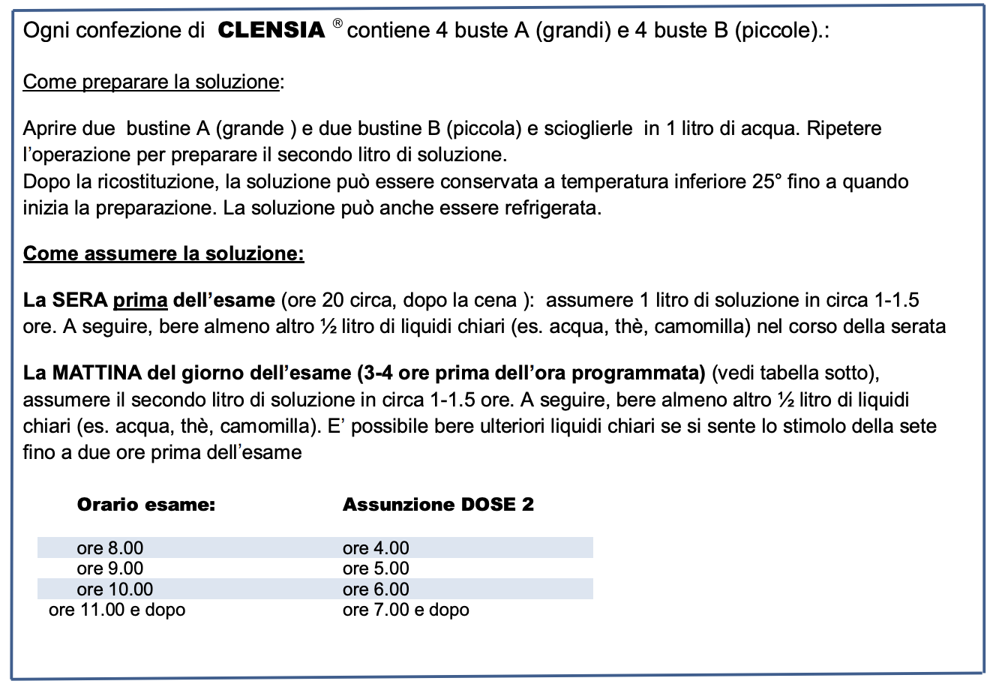 Ogni confezione di CLENSIA ® contiene 4 buste A (grandi) e 4 buste B (piccole).:
Come preparare la soluzione:
Aprire due bustine A (grande ) e due bustine B (piccola) e scioglierle in 1 litro di acqua. Ripetere
l’operazione per preparare il secondo litro di soluzione.
Dopo la ricostituzione, la soluzione può essere conservata a temperatura inferiore 25° fino a quando
inizia la preparazione. La soluzione può anche essere refrigerata.
Come assumere la soluzione:
La SERA prima dell’esame (ore 20 circa, dopo la cena ): assumere 1 litro di soluzione in circa 1-1.5
ore. A seguire, bere almeno altro ½ litro di liquidi chiari (es. acqua, thè, camomilla) nel corso della serata
La MATTINA del giorno dell’esame (3-4 ore prima dell’ora programmata) (vedi tabella sotto),
assumere il secondo litro di soluzione in circa 1-1.5 ore. A seguire, bere almeno altro ½ litro di liquidi
chiari (es. acqua, thè, camomilla). E’ possibile bere ulteriori liquidi chiari se si sente lo stimolo della sete
fino a due ore prima dell’esame
Orario esame: Assunzione DOSE 2
ore 8.00 ore 4.00
ore 9.00 ore 5.00
ore 10.00 ore 6.00
ore 11.00 e dopo ore 7.00 e dopo